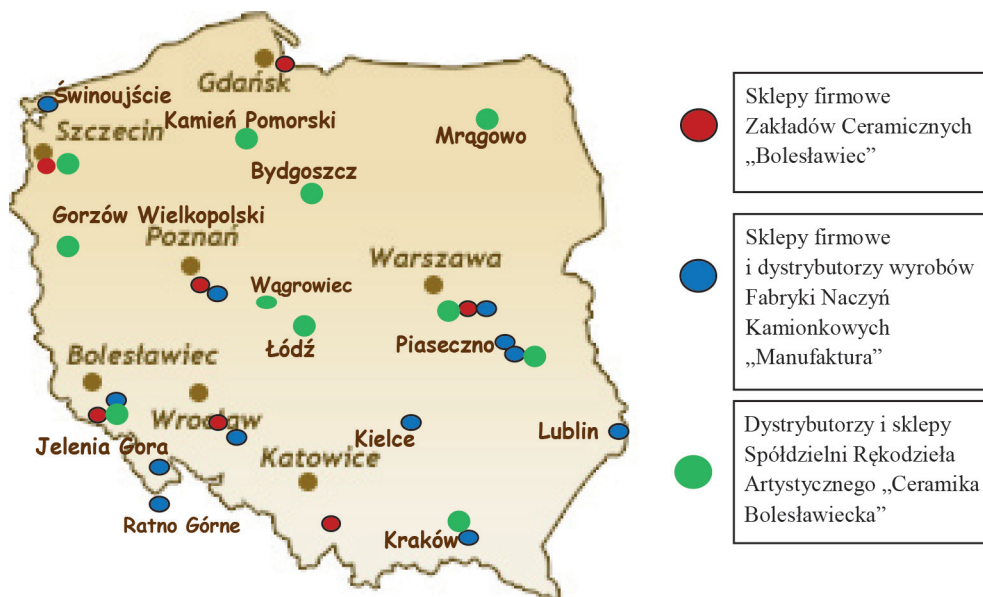 Gdańsk
Świnoujście
Szczecin
Kamień Pomorski
Mrągowo
Bydgoszcz
Gorzów Wielkopolski
Poznań
Warszawa
Wągrowiec
Łódź
Piaseczno
Bolesławiec
Wrocław
Jelenia Gora
Kielce
Lublin
Katowice
Ratno Górne
Kraków
Sklepy firmowe
Zakładów Ceramicznych
„Bolesławiec”
Sklepy firmowe
i dystrybutorzy wyrobów
Fabryki Naczyń
Kamionkowych
„Manufaktura”
Dystrybutorzy i sklepy
Spółdzielni Rękodzieła
Artystycznego „Ceramika
Bolesławiecka”